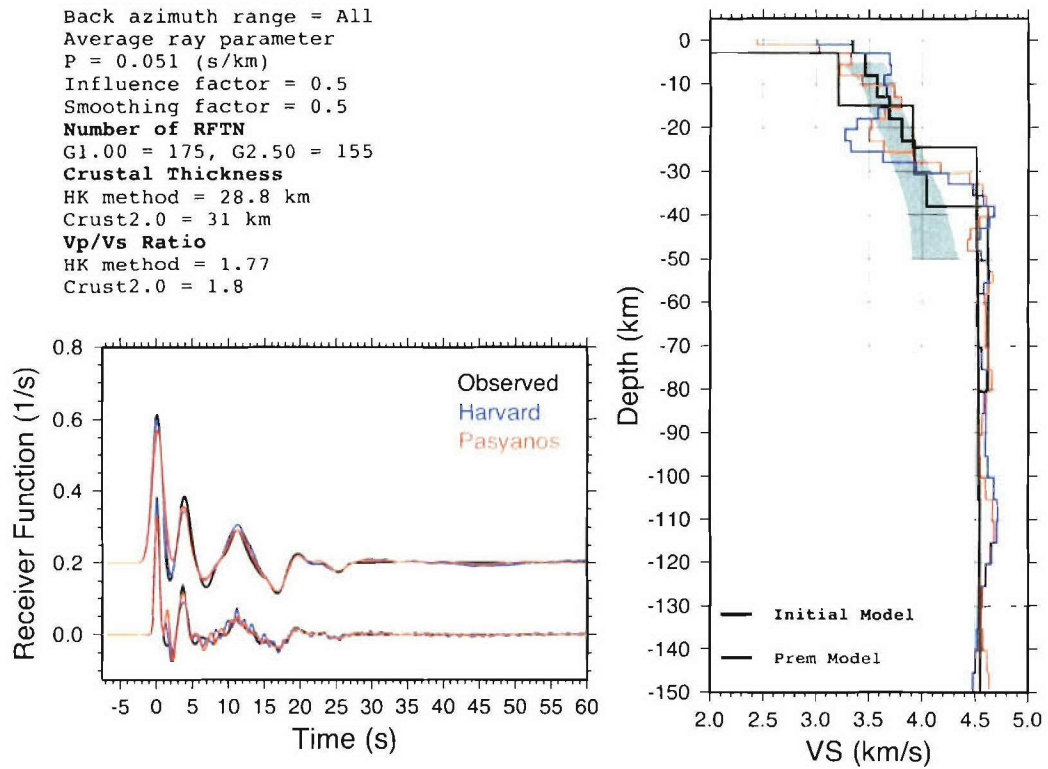 Back azimuth range = All
Average ray parameter
P = 0.051 (s/km)
Influence factor = 0.5
Smoothing factor = 0.5
Number of RFTN
G1.00 = 175, G2.50 = 155
Crustal Thickness
HK method = 28.8 km
Crust2.0 = 31 km
Vp/Vs Ratio
HK method = 1.77
Crust2.0 = 1.8
0.8
0.6
0.4
0.2
0.0
Receiver Function (1/s)
Observed
Harvard
Pasyanos
-5 0 5 10 15 20 25 30 35 40 45 50 55 60
Time (s)
0
-10
-20
-30
-40
-50
-60
-70
-80
-90
-100
-110
-120
-130
-140
-150
Depth (km)
Initial Model
Prem Model
2.0 2.5 3.0 3.5 4.0 4.5 5.0
VS (km/s)